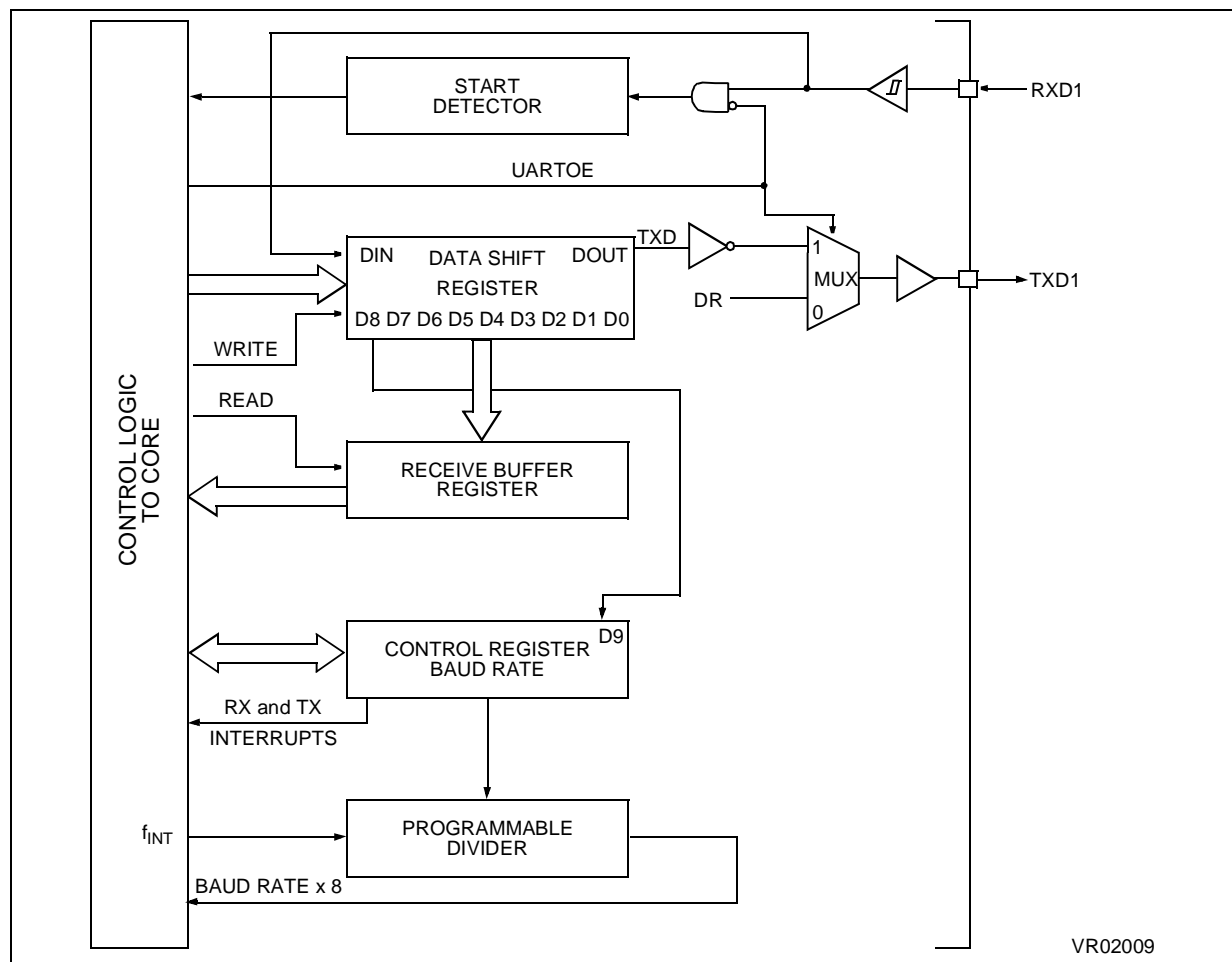 START
DETECTOR
RXD1
UARTOE
DIN DATA SHIFT DOUT
REGISTER
D8 D7 D6 D5 D4 D3 D2 D1 D0
TXD
1
MUX
0
DR
TXD1
WRITE
READ
CONTROL LOGIC
TO CORE
RECEIVE BUFFER
REGISTER
D9
CONTROL REGISTER
BAUD RATE
RX and TX
INTERRUPTS
fINT
PROGRAMMABLE
DIVIDER
BAUD RATE x 8
VR02009